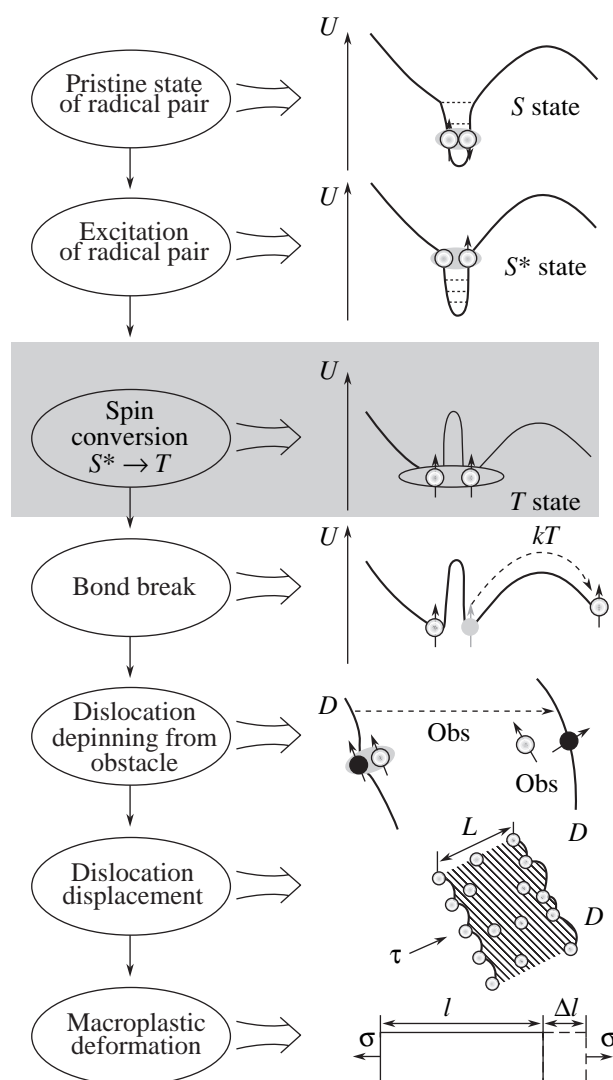 U
Pristine state
of radical pair
S state
U
Excitation
of radical pair
S* state
U
Spin
conversion
S* → T
T state
U
kT
Bond break
D
Dislocation
depinning from
obstacle
Obs
Obs
D
L
Dislocation
displacement
D
τ
l
Δl
Macroplastic
deformation
σ
σ